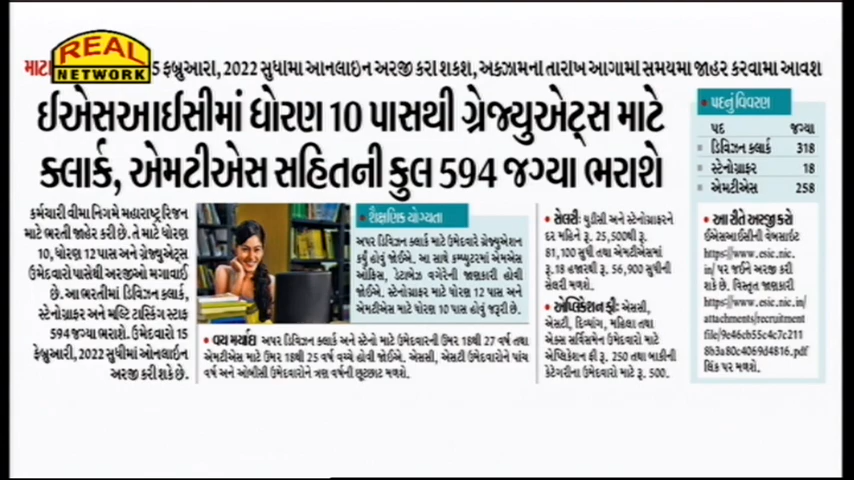 REAL
NETWORK
માટે
5 ફેબ્રુઆરી, 2022 સુધીમાં ઓનલાઇન અરજી કરી શકશે, એક્ઝામની તારીખ આગામી સમયમાં જાહેર કરવામાં આવશે
ઈએસઆઈસીમાં ધોરણ 10 પાસથી ગ્રેજ્યુએટ્સ માટે
ક્લાર્ક, એમટીએસ સહિતની કુલ 594 જગ્યા ભરાશે
કર્મચારી વીમા નિગમે મહારાષ્ટ્ર રિજન
માટે ભરતી જાહેર કરી છે. તે માટે ધોરણ
10, ધોરણ 12 પાસ અને ગ્રેજ્યુએટ્સ
ઉમેદવારો પાસેથી અરજીઓ મગાવાઈ
છે. આ ભરતીમાં ડિવિઝન ક્લાર્ક,
સ્ટેનોગ્રાફર અને મલ્ટિ ટાસ્કિંગ સ્ટાફ
594 જગ્યા ભરાશે. ઉમેદવારો 15
ફેબ્રુઆરી, 2022 સુધીમાં ઓનલાઈન
અરજી કરી શકે છે.
• શૈક્ષણિક યોગ્યતા
અપર ડિવિઝન ક્લાર્ક માટે ઉમેદવારે ગ્રેજ્યુએશન
કર્યું હોવું જોઈએ. આ સાથે કમ્પ્યુટરમાં એમએસ
ઓફિસ, ડેટાબેઝ વગેરેની જાણકારી હોવી
જોઈએ. સ્ટેનોગ્રાફર માટે ધોરણ 12 પાસ અને
એમટીએસ માટે ધોરણ 10 પાસ હોવું જરૂરી છે.
• વય મર્યાદા અપર ડિવિઝન ક્લાર્ક અને સ્ટેનો માટે ઉમેદવારની ઉંમર 18થી 27 વર્ષ તથા
એમટીએસ માટે ઉંમર 18થી 25 વર્ષ વચ્ચે હોવી જોઈએ. એસસી, એસટી ઉમેદવારોને પાંચ
વર્ષ અને ઓબીસી ઉમેદવારોને ત્રણ વર્ષની છૂટછાટ મળશે.
• સેલરીઃ યુડીસી અને સ્ટેનોગ્રાફરને
દર મહિને રૂ. 25,500થી રૂ.
81,100 સુધી તથા એમટીએસમાં
રૂ.18 હજારથી રૂ. 56,900 સુધીની
સેલરી મળશે.
• એપ્લિકેશન ફીઃ એસસી,
એસટી, દિવ્યાંગ, મહિલા તથા
એક્સ સર્વિસમેન ઉમેદવારો માટે
એપ્લિકેશન ફી રૂ. 250 તથા બાકીની
કેટેગરીના ઉમેદવારો માટે રૂ. 500.
• પદનું વિવરણ
પદ જગ્યા
ડિવિઝન ક્લાર્ક 318
સ્ટેનોગ્રાફર 18
એમટીએસ 258
• આ રીતે અરજી કરો
ઈએસઆઈસીની વેબસાઈટ
https://www.esic.nic.
in/ પર જઈને અરજી કરી
શકે છે. વિસ્તૃત જાણકારી
https://www.esic.nic.in/
attachments/recruitment
file/9e46cb55c4c7c211
8b3a80c4069d4816.pdf
લિંક પર મળશે.